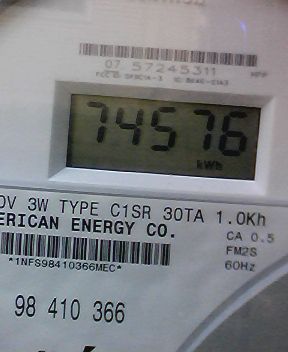 07 57245311
74576
kWh
0V 3W TYPE C1SR 30TA 1.0Kh
ERICAN ENERGY CO.
CA 0.5
FM2S
60Hz
*1NFS98410366MEC*
98 410 366